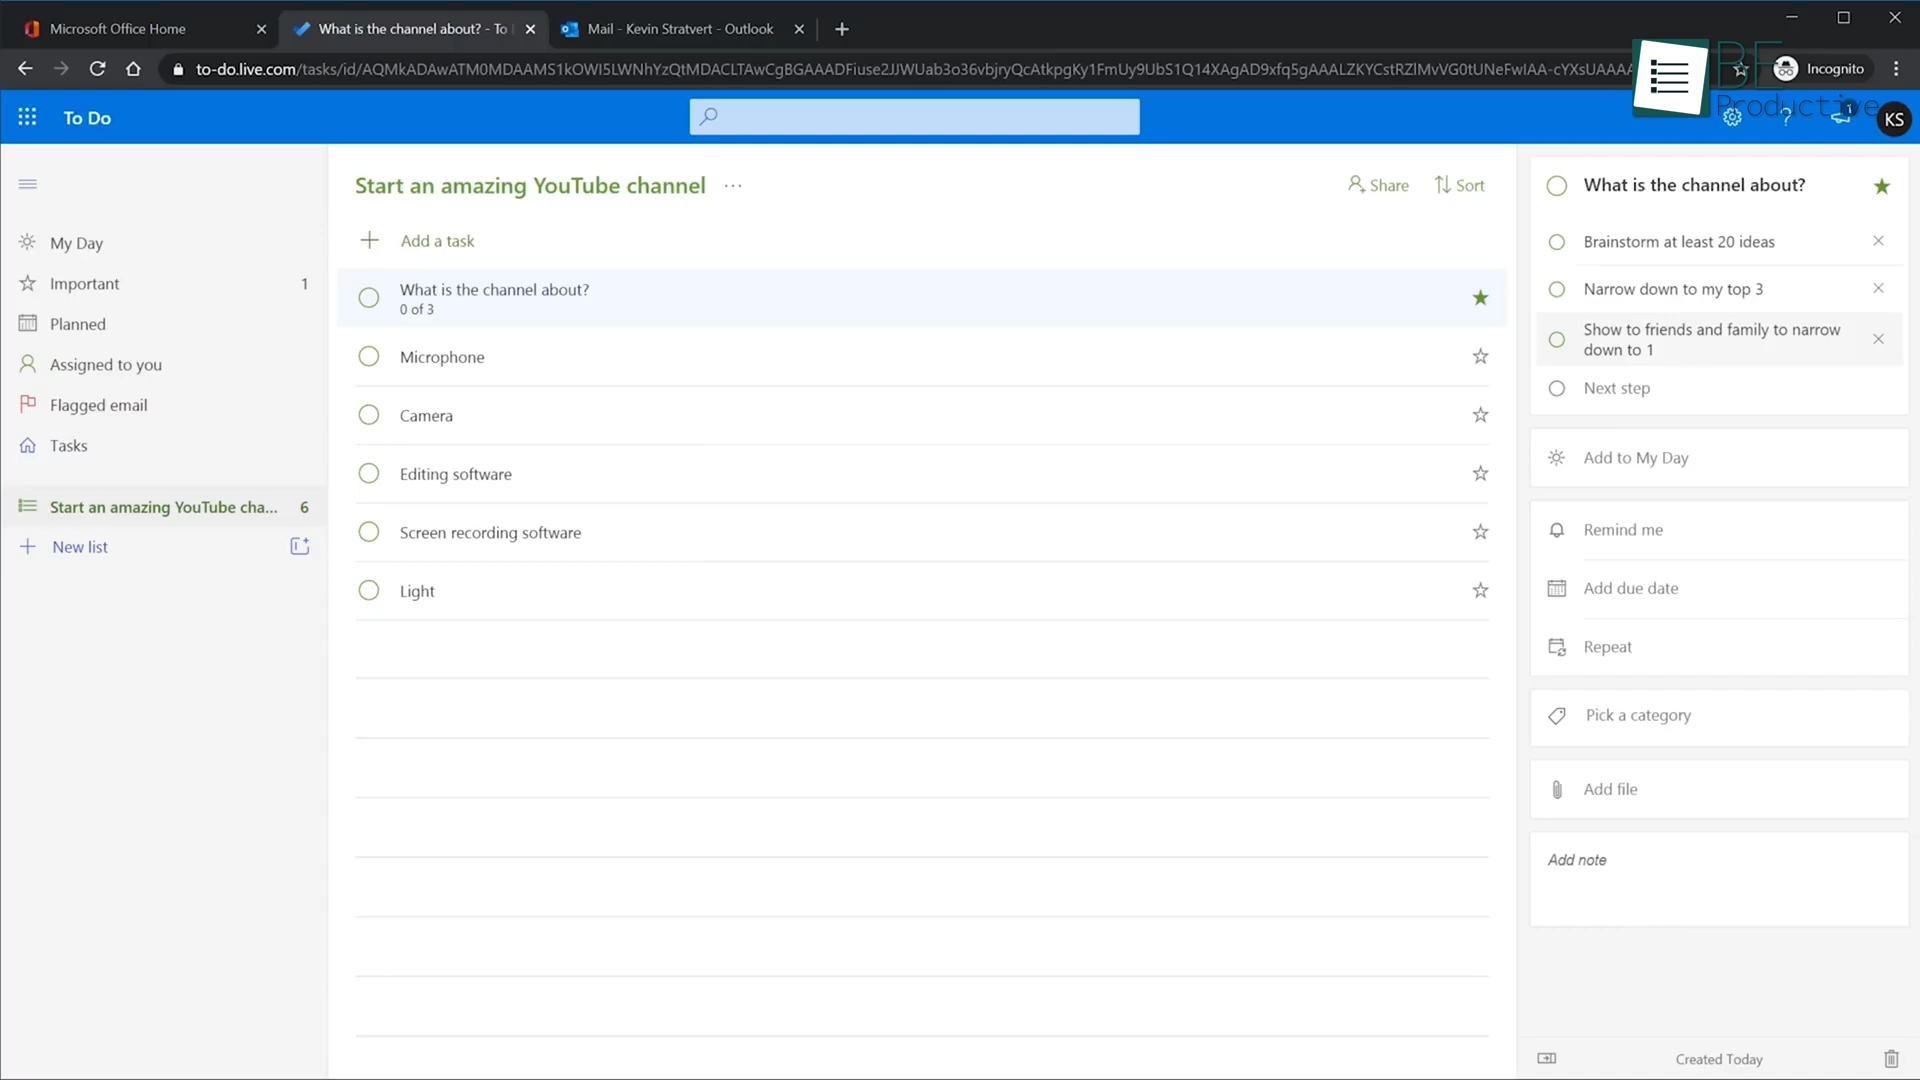 Microsoft Office Home
What is the channel about? - To
Mail - Kevin Stratvert - Outlook
to-do.live.com/tasks/id/AQMkADAwATM0MDAAMS1kOWI5LWNhYzQtMDACLTAwCgBGAAADFiuse2JJWUab3o36vbjryQcAtkpgKy1FmUy9UbS1Q14XAgAD9xfq5gAAALZKYCstRZlMvVG0tUNeFwIAA-cYXsUAAAA
Incognito
BE
Productive
To Do
KS
My Day
Important 1
Planned
Assigned to you
Flagged email
Tasks
Start an amazing YouTube cha... 6
New list
Start an amazing YouTube channel ...
Share
Sort
Add a task
What is the channel about?
0 of 3
Microphone
Camera
Editing software
Screen recording software
Light
What is the channel about?
Brainstorm at least 20 ideas
Narrow down to my top 3
Show to friends and family to narrow
down to 1
Next step
Add to My Day
Remind me
Add due date
Repeat
Pick a category
Add file
Add note
Created Today